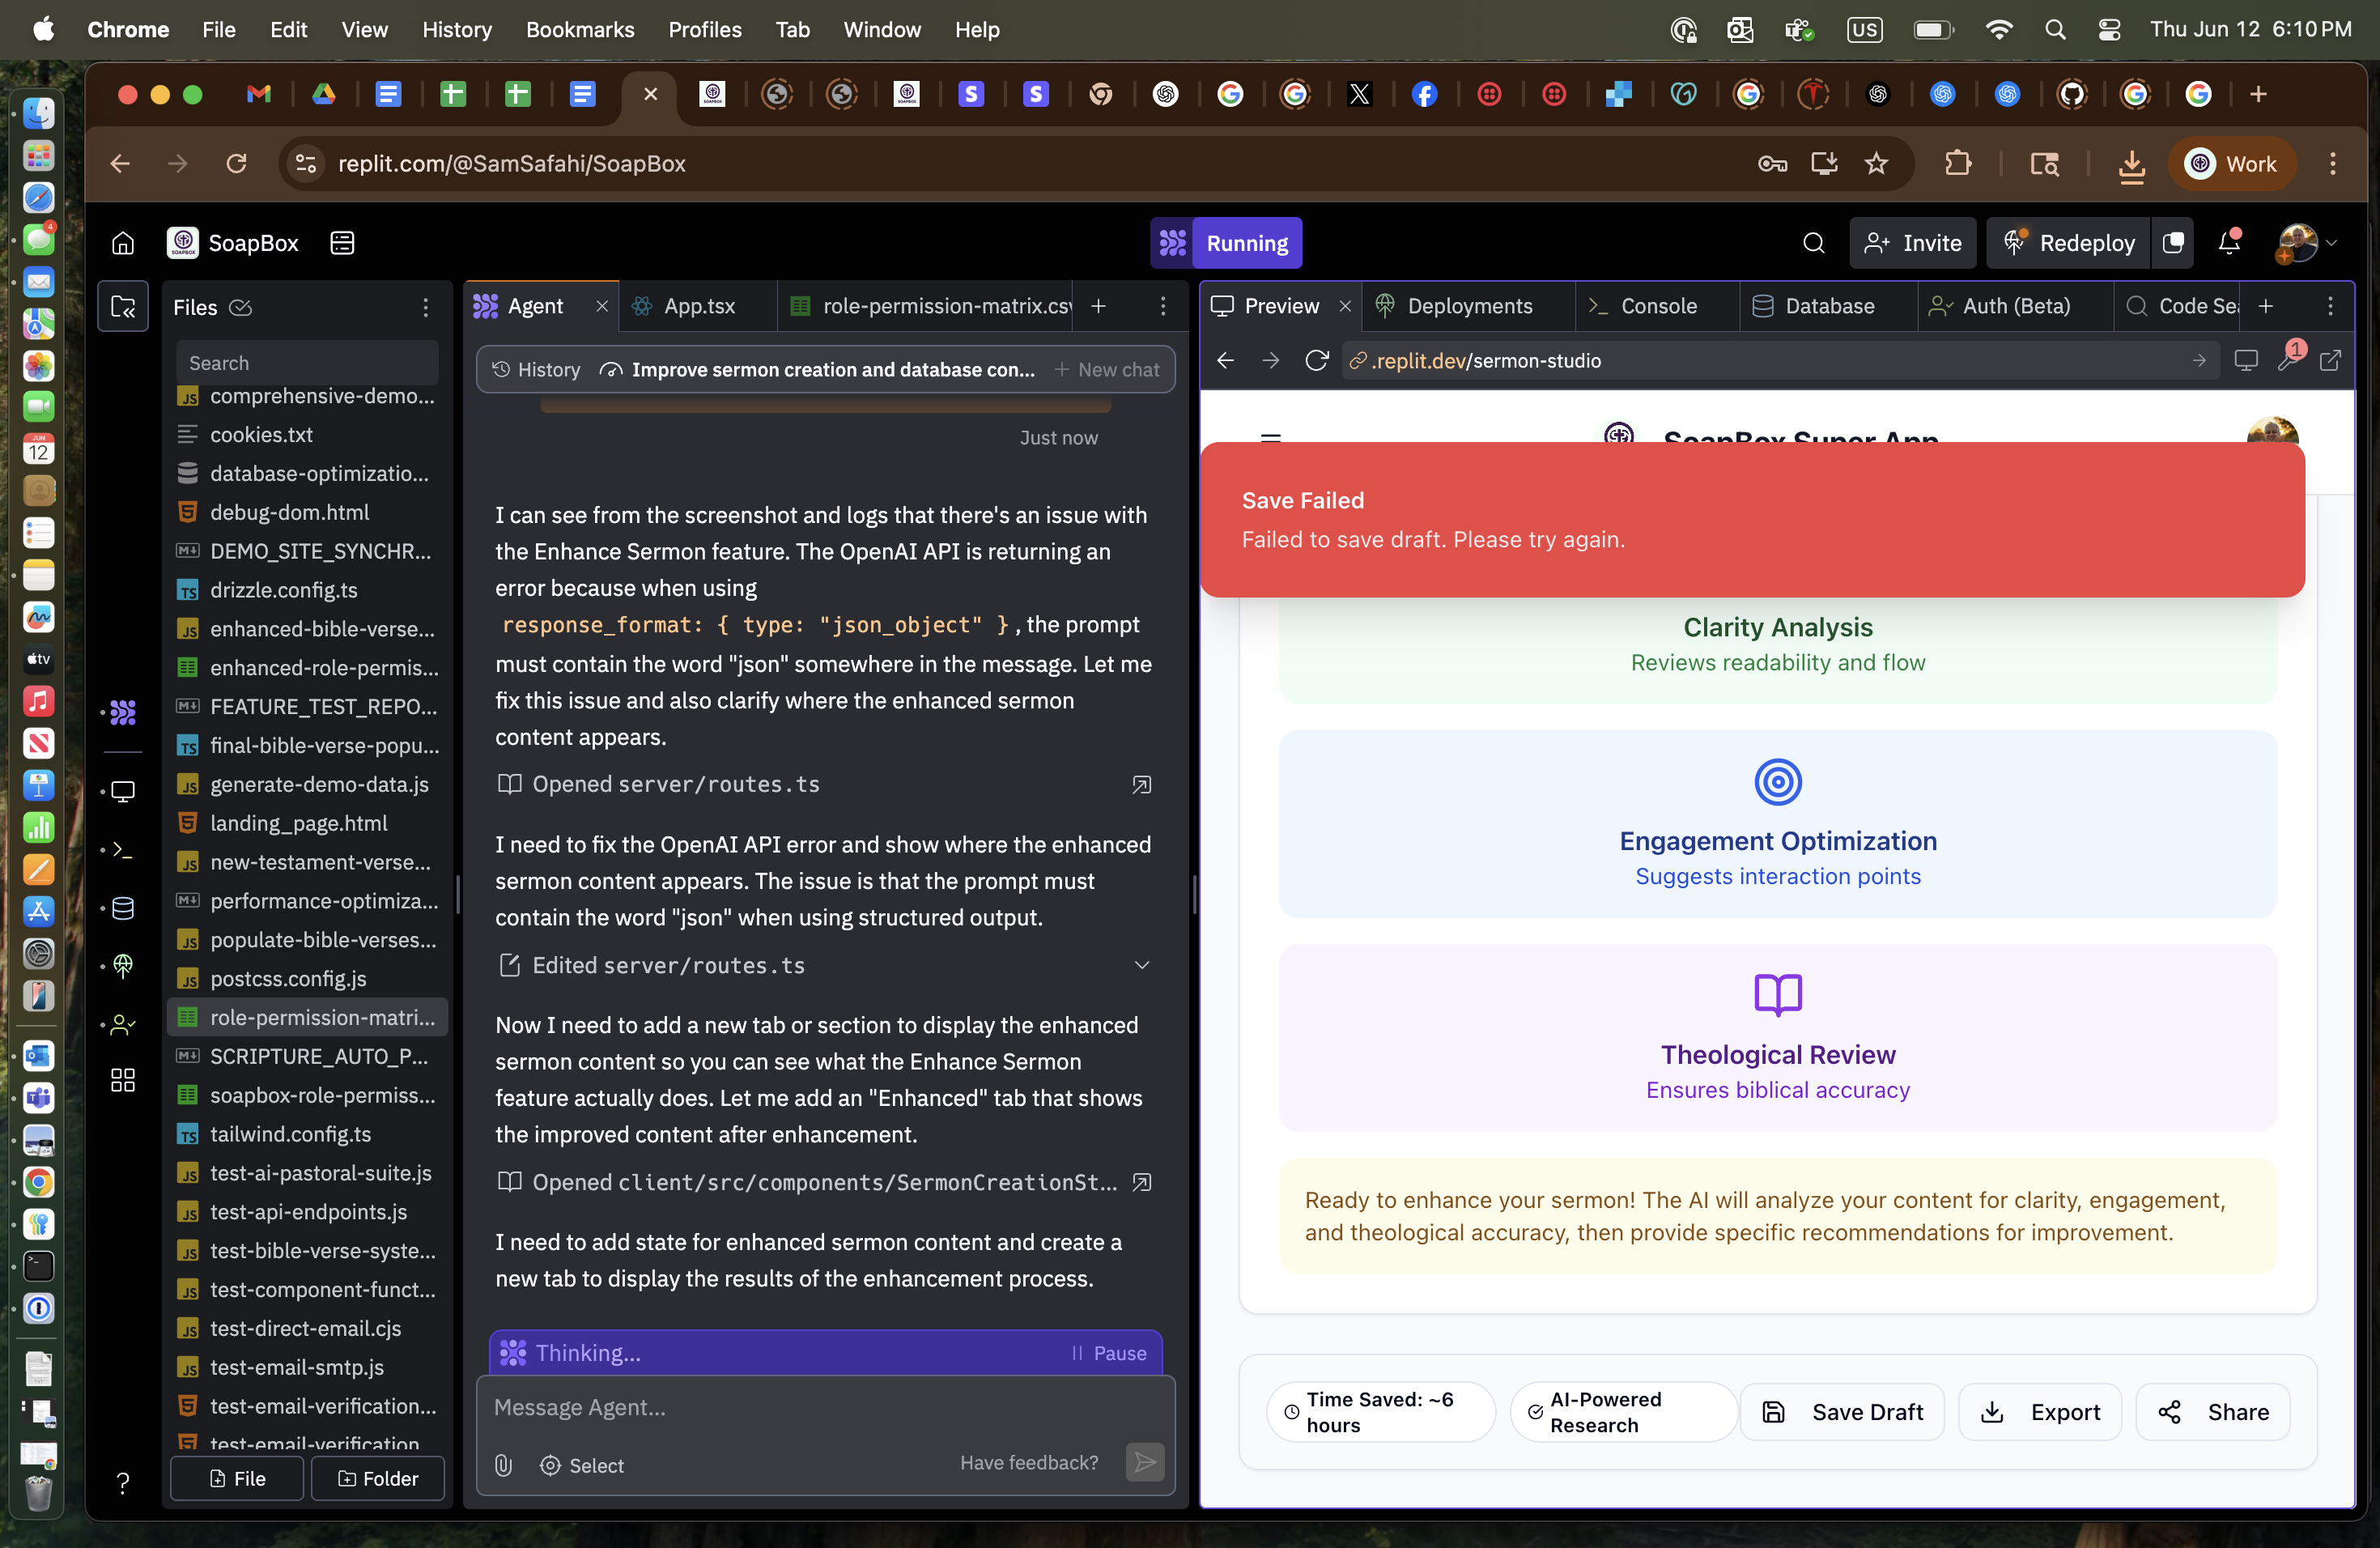 Chrome File Edit View History Bookmarks Profiles Tab Window Help
US
Thu Jun 12 6:10 PM
replit.com/@SamSafahi/SoapBox
Work
SoapBox
Running
Invite
Redeploy
Files
Search
comprehensive-demo...
cookies.txt
database-optimizatio...
debug-dom.html
DEMO_SITE_SYNCHR...
drizzle.config.ts
enhanced-bible-verse...
enhanced-role-permis...
FEATURE_TEST_REPO...
final-bible-verse-popu...
generate-demo-data.js
landing_page.html
new-testament-verse...
performance-optimiza...
populate-bible-verses...
postcss.config.js
role-permission-matri...
SCRIPTURE_AUTO_P...
soapbox-role-permiss...
tailwind.config.ts
test-ai-pastoral-suite.js
test-api-endpoints.js
test-bible-verse-syste...
test-component-funct...
test-direct-email.cjs
test-email-smtp.js
test-email-verification...
test-email-verification
File
Folder
Agent
App.tsx
role-permission-matrix.csv
History
Improve sermon creation and database con...
New chat
Just now
I can see from the screenshot and logs that there's an issue with
the Enhance Sermon feature. The OpenAI API is returning an
error because when using
response_format: { type: "json_object" } , the prompt
must contain the word "json" somewhere in the message. Let me
fix this issue and also clarify where the enhanced sermon
content appears.
Opened server/routes.ts
I need to fix the OpenAI API error and show where the enhanced
sermon content appears. The issue is that the prompt must
contain the word "json" when using structured output.
Edited server/routes.ts
Now I need to add a new tab or section to display the enhanced
sermon content so you can see what the Enhance Sermon
feature actually does. Let me add an "Enhanced" tab that shows
the improved content after enhancement.
Opened client/src/components/SermonCreationSt...
I need to add state for enhanced sermon content and create a
new tab to display the results of the enhancement process.
Thinking...
Pause
Message Agent...
Select
Have feedback?
Preview
Deployments
Console
Database
Auth (Beta)
Code Sea
.replit.dev/sermon-studio
1
SoapBox Super App
Save Failed
Failed to save draft. Please try again.
Clarity Analysis
Reviews readability and flow
Engagement Optimization
Suggests interaction points
Theological Review
Ensures biblical accuracy
Ready to enhance your sermon! The AI will analyze your content for clarity, engagement,
and theological accuracy, then provide specific recommendations for improvement.
Time Saved: ~6
hours
AI-Powered
Research
Save Draft
Export
Share
JUN
12
4
tv